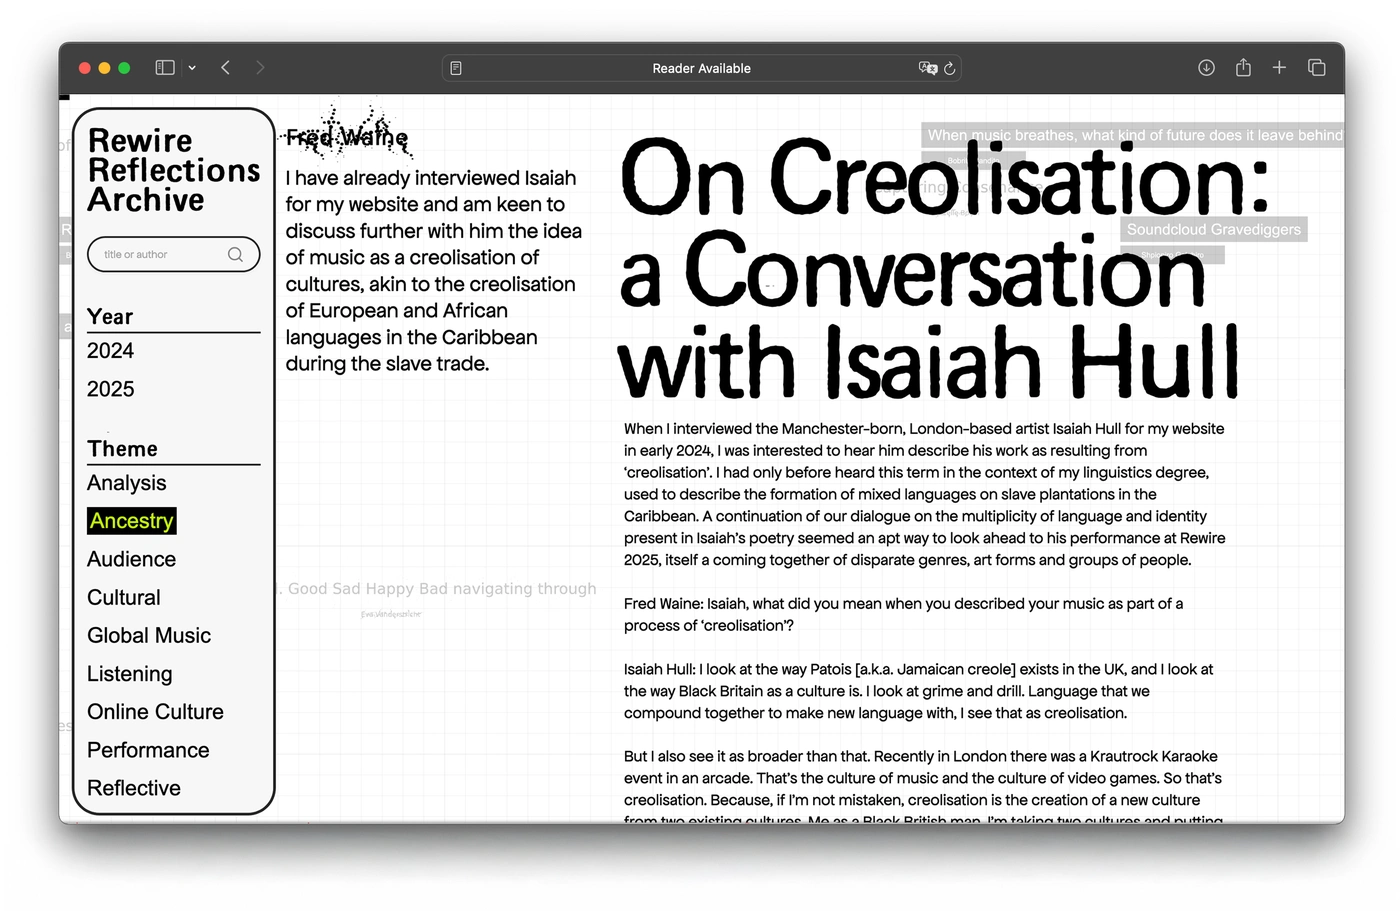 Reader Available
Rewire
Reflections
Archive
title or author
Year
2024
2025
Theme
Analysis
Ancestry
Audience
Cultural
Global Music
Listening
Online Culture
Performance
Reflective
Fred Waine
I have already interviewed Isaiah
for my website and am keen to
discuss further with him the idea
of music as a creolisation of
cultures, akin to the creolisation
of European and African
languages in the Caribbean
during the slave trade.
. Good Sad Happy Bad navigating through
When music breathes, what kind of future does it leave behind
Soundcloud Gravediggers
On Creolisation:
a Conversation
with Isaiah Hull
When I interviewed the Manchester-born, London-based artist Isaiah Hull for my website
in early 2024, I was interested to hear him describe his work as resulting from
‘creolisation’. I had only before heard this term in the context of my linguistics degree,
used to describe the formation of mixed languages on slave plantations in the
Caribbean. A continuation of our dialogue on the multiplicity of language and identity
present in Isaiah’s poetry seemed an apt way to look ahead to his performance at Rewire
2025, itself a coming together of disparate genres, art forms and groups of people.
Fred Waine: Isaiah, what did you mean when you described your music as part of a
process of ‘creolisation’?
Isaiah Hull: I look at the way Patois [a.k.a. Jamaican creole] exists in the UK, and I look at
the way Black Britain as a culture is. I look at grime and drill. Language that we
compound together to make new language with, I see that as creolisation.
But I also see it as broader than that. Recently in London there was a Krautrock Karaoke
event in an arcade. That’s the culture of music and the culture of video games. So that’s
creolisation. Because, if I’m not mistaken, creolisation is the creation of a new culture
from two existing cultures. Me as a Black British man, I’m taking two cultures and putting